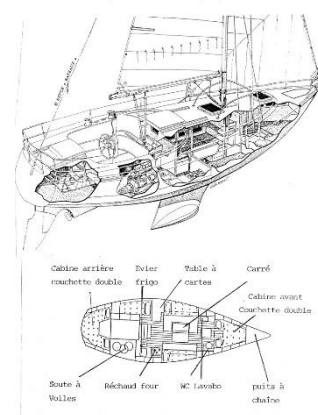 Cabine arrière
couchette double
Evier
frigo
Table à
cartes
Carré
Cabine avant
Couchette double
Soute à
Voiles
Réchaud four
WC Lavabo
puits à
chaîne